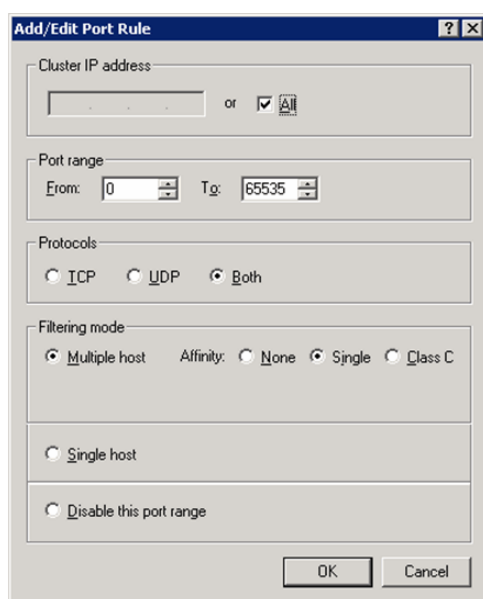 Add/Edit Port Rule
Cluster IP address
. . . or All
Port range
From: 0 To: 65535
Protocols
TCP UDP Both
Filtering mode
Multiple host Affinity: None Single Class C
Single host
Disable this port range
OK Cancel